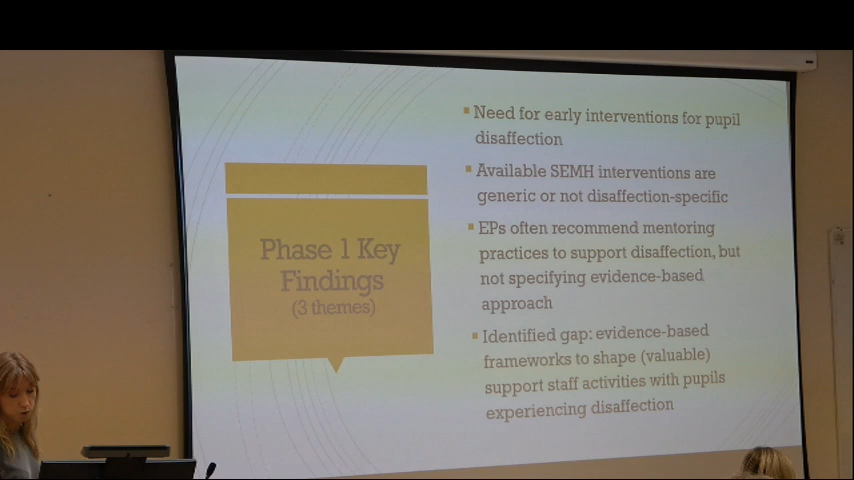 Phase 1 Key
Findings
(3 themes)
Need for early interventions for pupil
disaffection
Available SEMH interventions are
generic or not disaffection-specific
EPs often recommend mentoring
practices to support disaffection, but
not specifying evidence-based
approach
Identified gap: evidence-based
frameworks to shape (valuable)
support staff activities with pupils
experiencing disaffection